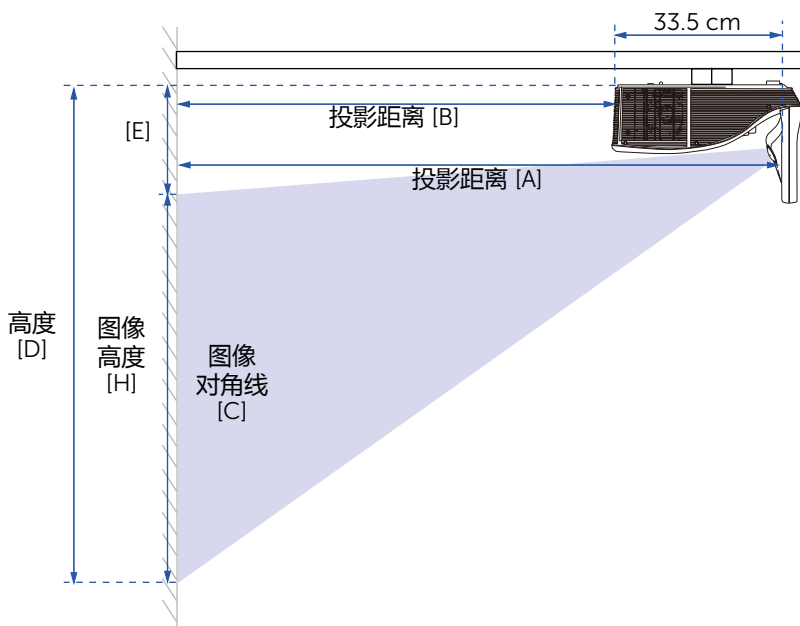 33.5 cm
投影距离 [B]
[E]
投影距离 [A]
高度
[D]
图像
高度
[H]
图像
对角线
[C]